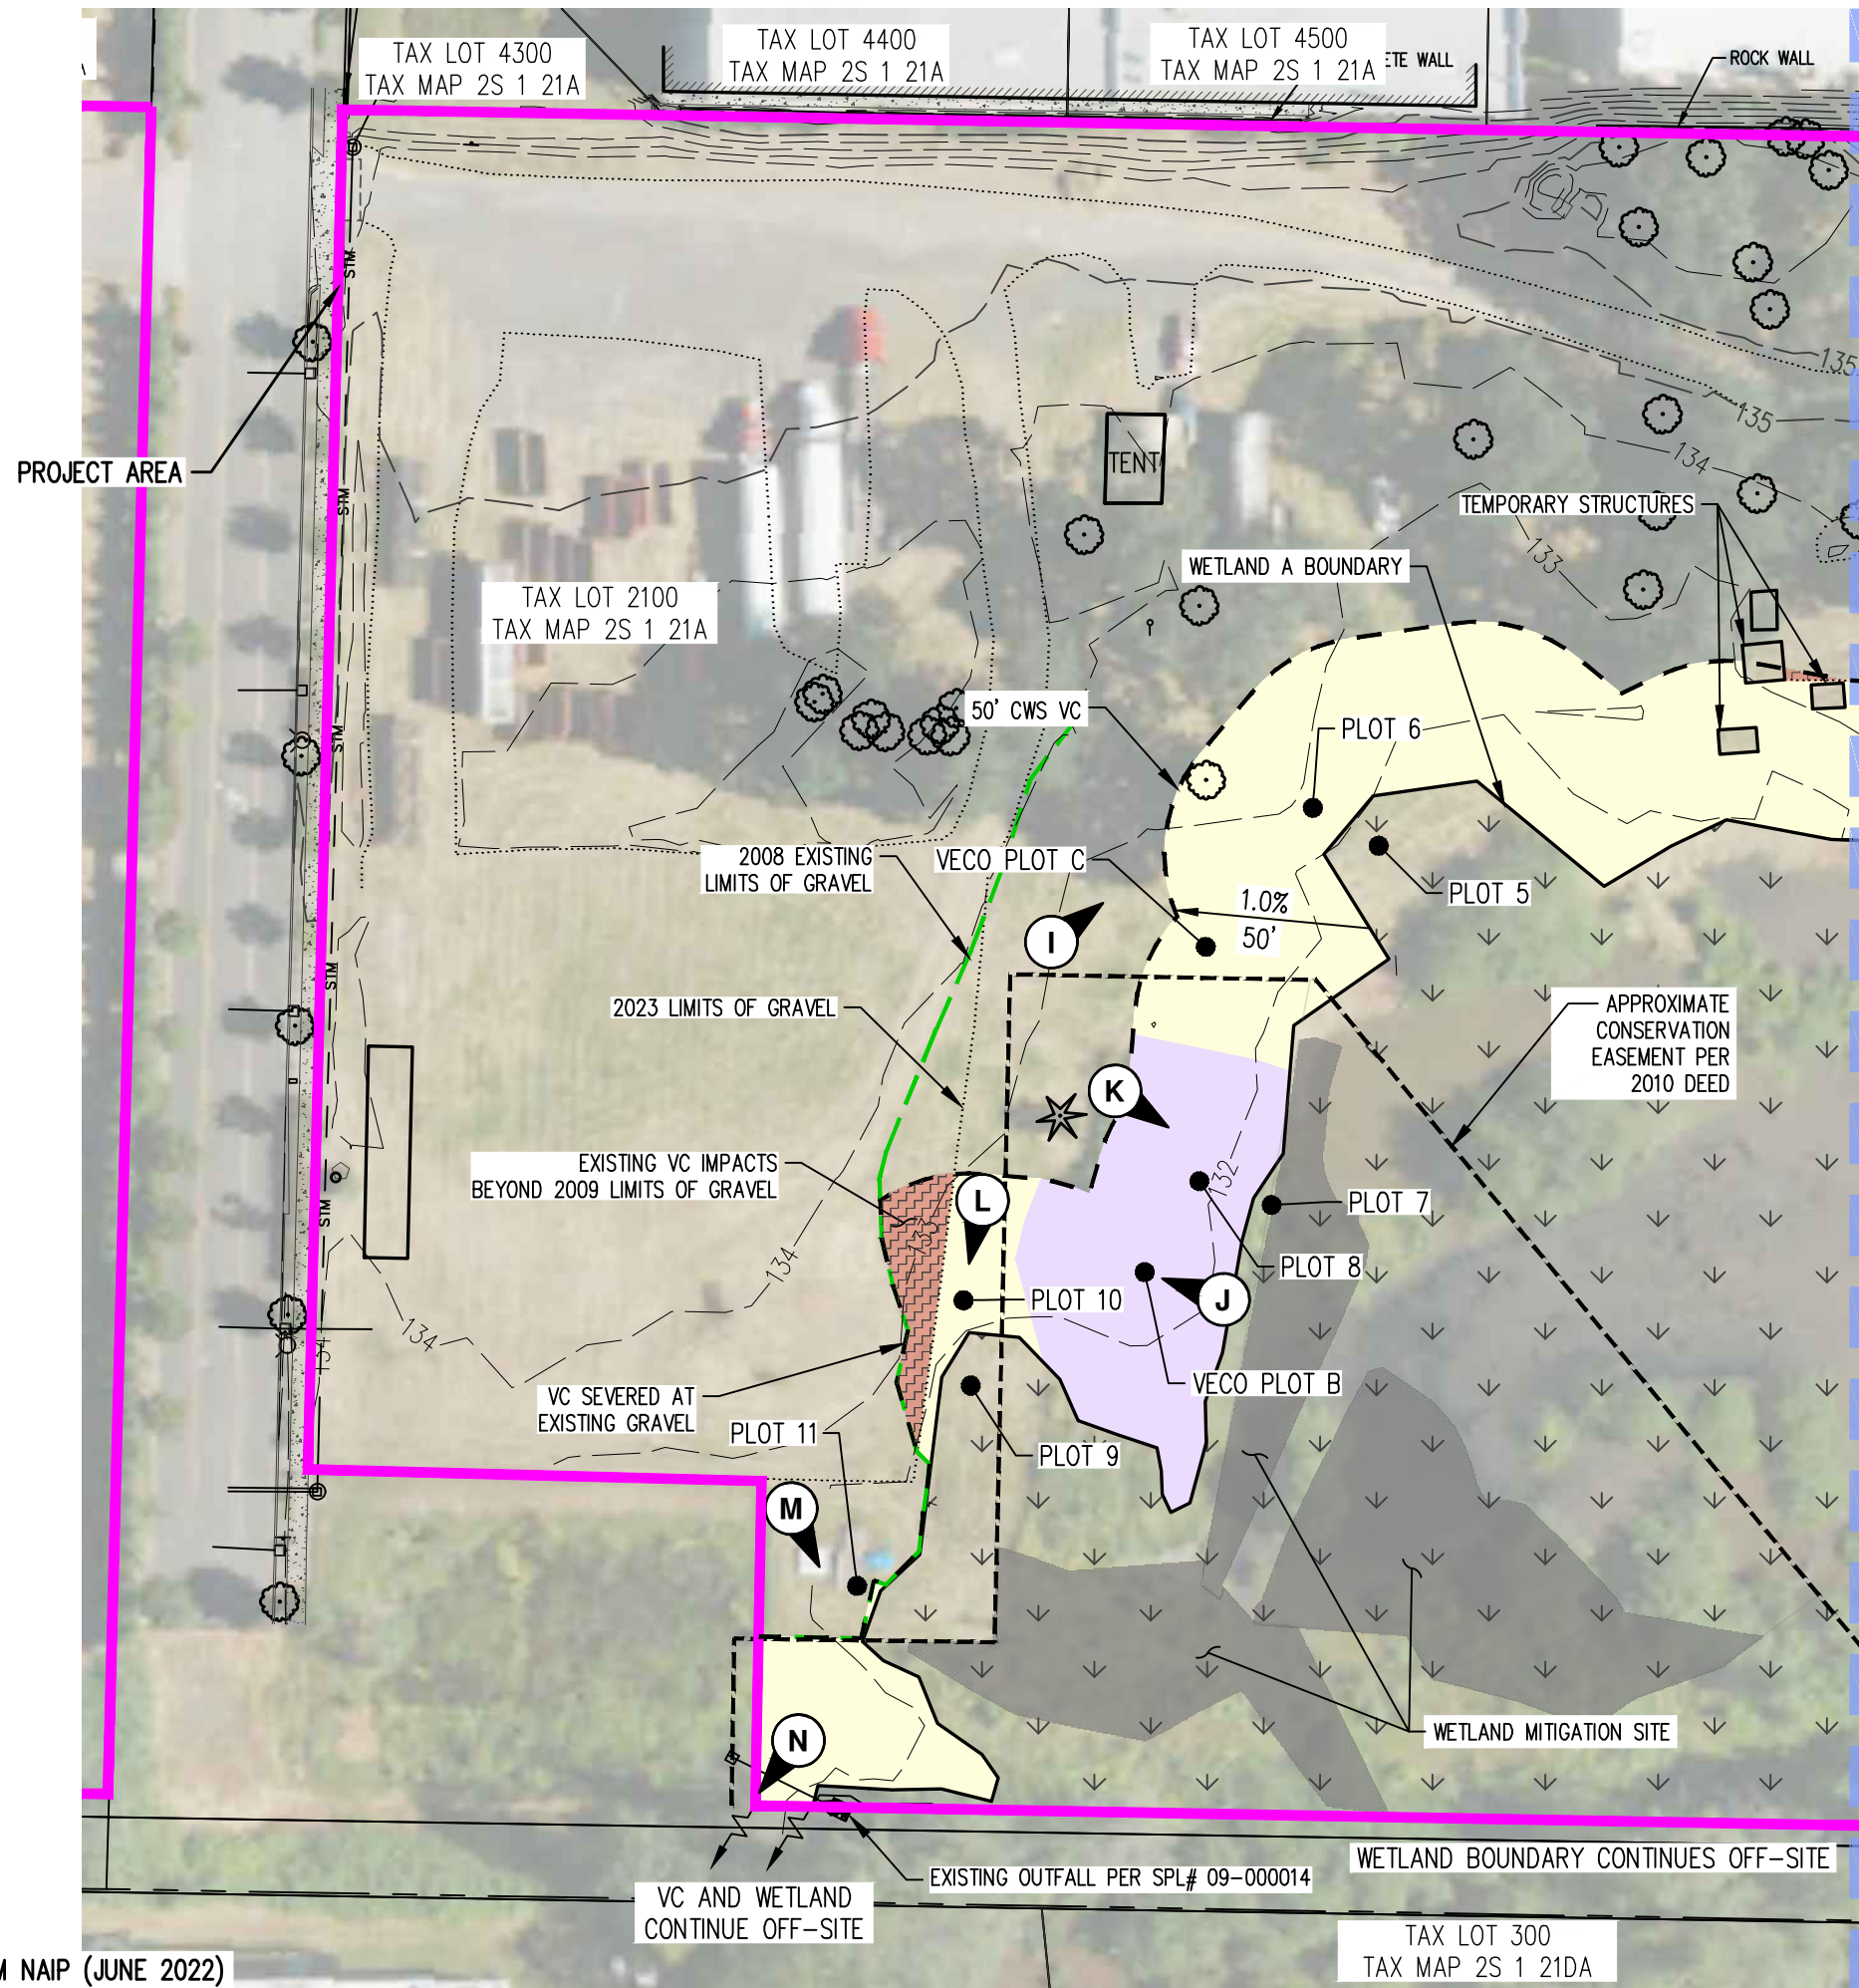 TAX LOT 4300
TAX MAP 2S 1 21A
TAX LOT 4400
TAX MAP 2S 1 21A
TAX LOT 4500
TAX MAP 2S 1 21A
ETE WALL
ROCK WALL
STM
PROJECT AREA
STM
135
135
134
TENT
TEMPORARY STRUCTURES
133
WETLAND A BOUNDARY
TAX LOT 2100
TAX MAP 2S 1 21A
50' CWS VC
PLOT 6
STM
2008 EXISTING
LIMITS OF GRAVEL
VECO PLOT C
PLOT 5
1.0%
50'
I
STM
2023 LIMITS OF GRAVEL
APPROXIMATE
CONSERVATION
EASEMENT PER
2010 DEED
K
EXISTING VC IMPACTS
BEYOND 2009 LIMITS OF GRAVEL
132
L
PLOT 7
STM
133
134
PLOT 8
PLOT 10
J
134
134
VC SEVERED AT
EXISTING GRAVEL
VECO PLOT B
PLOT 11
PLOT 9
M
N
WETLAND MITIGATION SITE
WETLAND BOUNDARY CONTINUES OFF-SITE
EXISTING OUTFALL PER SPL# 09-000014
VC AND WETLAND
CONTINUE OFF-SITE
TAX LOT 300
TAX MAP 2S 1 21DA
M NAIP (JUNE 2022)